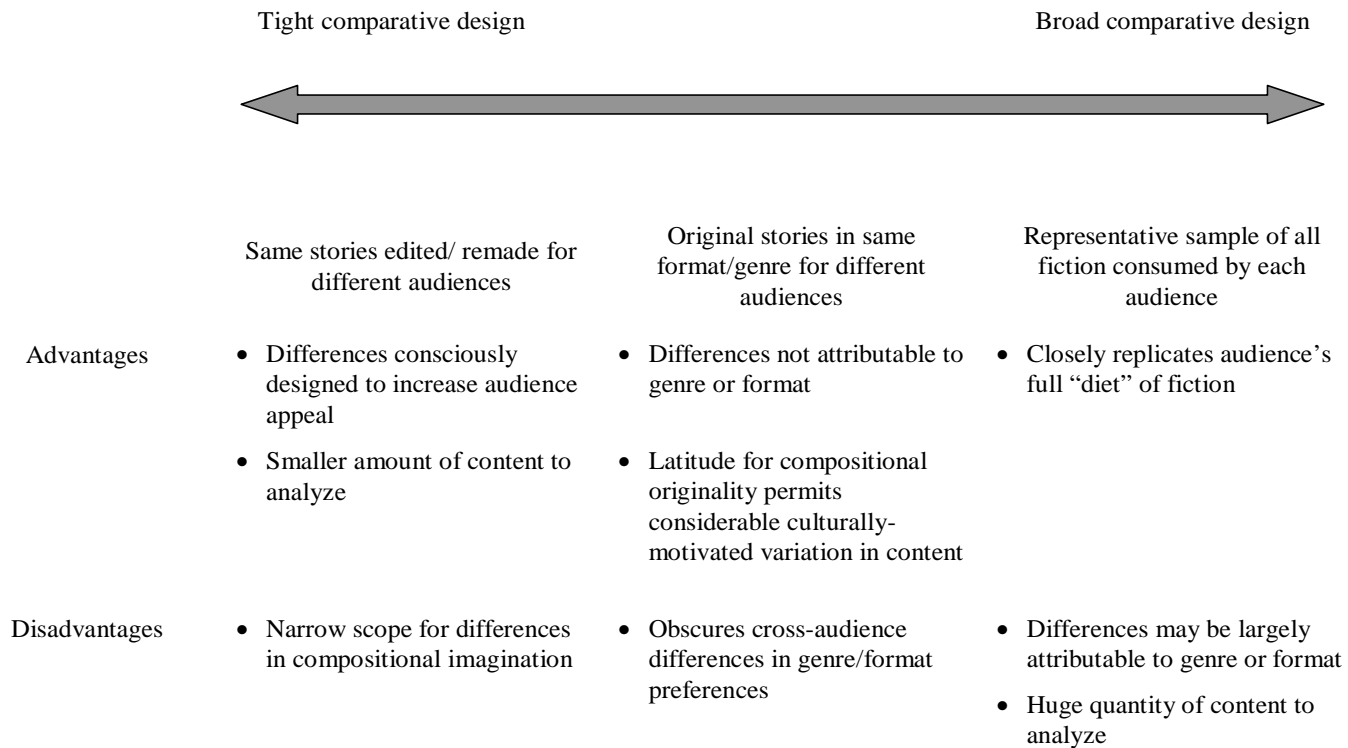 Tight comparative design
Broad comparative design
Same stories edited/ remade for
different audiences
Original stories in same
format/genre for different
audiences
Representative sample of all
fiction consumed by each
audience
Advantages
• Differences consciously
designed to increase audience
appeal
• Smaller amount of content to
analyze
• Differences not attributable to
genre or format
• Latitude for compositional
originality permits
considerable culturally-
motivated variation in content
• Closely replicates audience’s
full “diet” of fiction
Disadvantages
• Narrow scope for differences
in compositional imagination
• Obscures cross-audience
differences in genre/format
preferences
• Differences may be largely
attributable to genre or format
• Huge quantity of content to
analyze